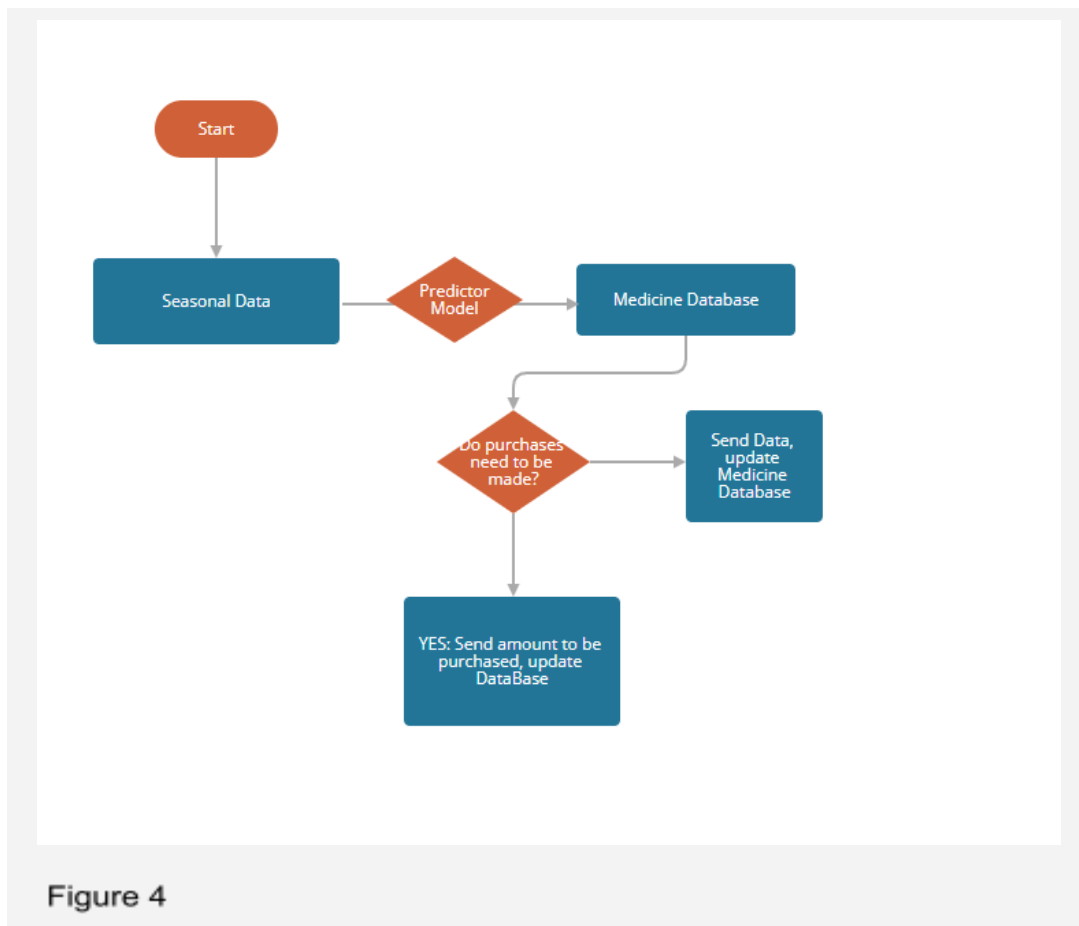 Start
Seasonal Data
Predictor
Model
Medicine Database
Do purchases
need to be
made?
Send Data,
update
Medicine
Database
YES: Send amount to be
purchased, update
DataBase
Figure 4